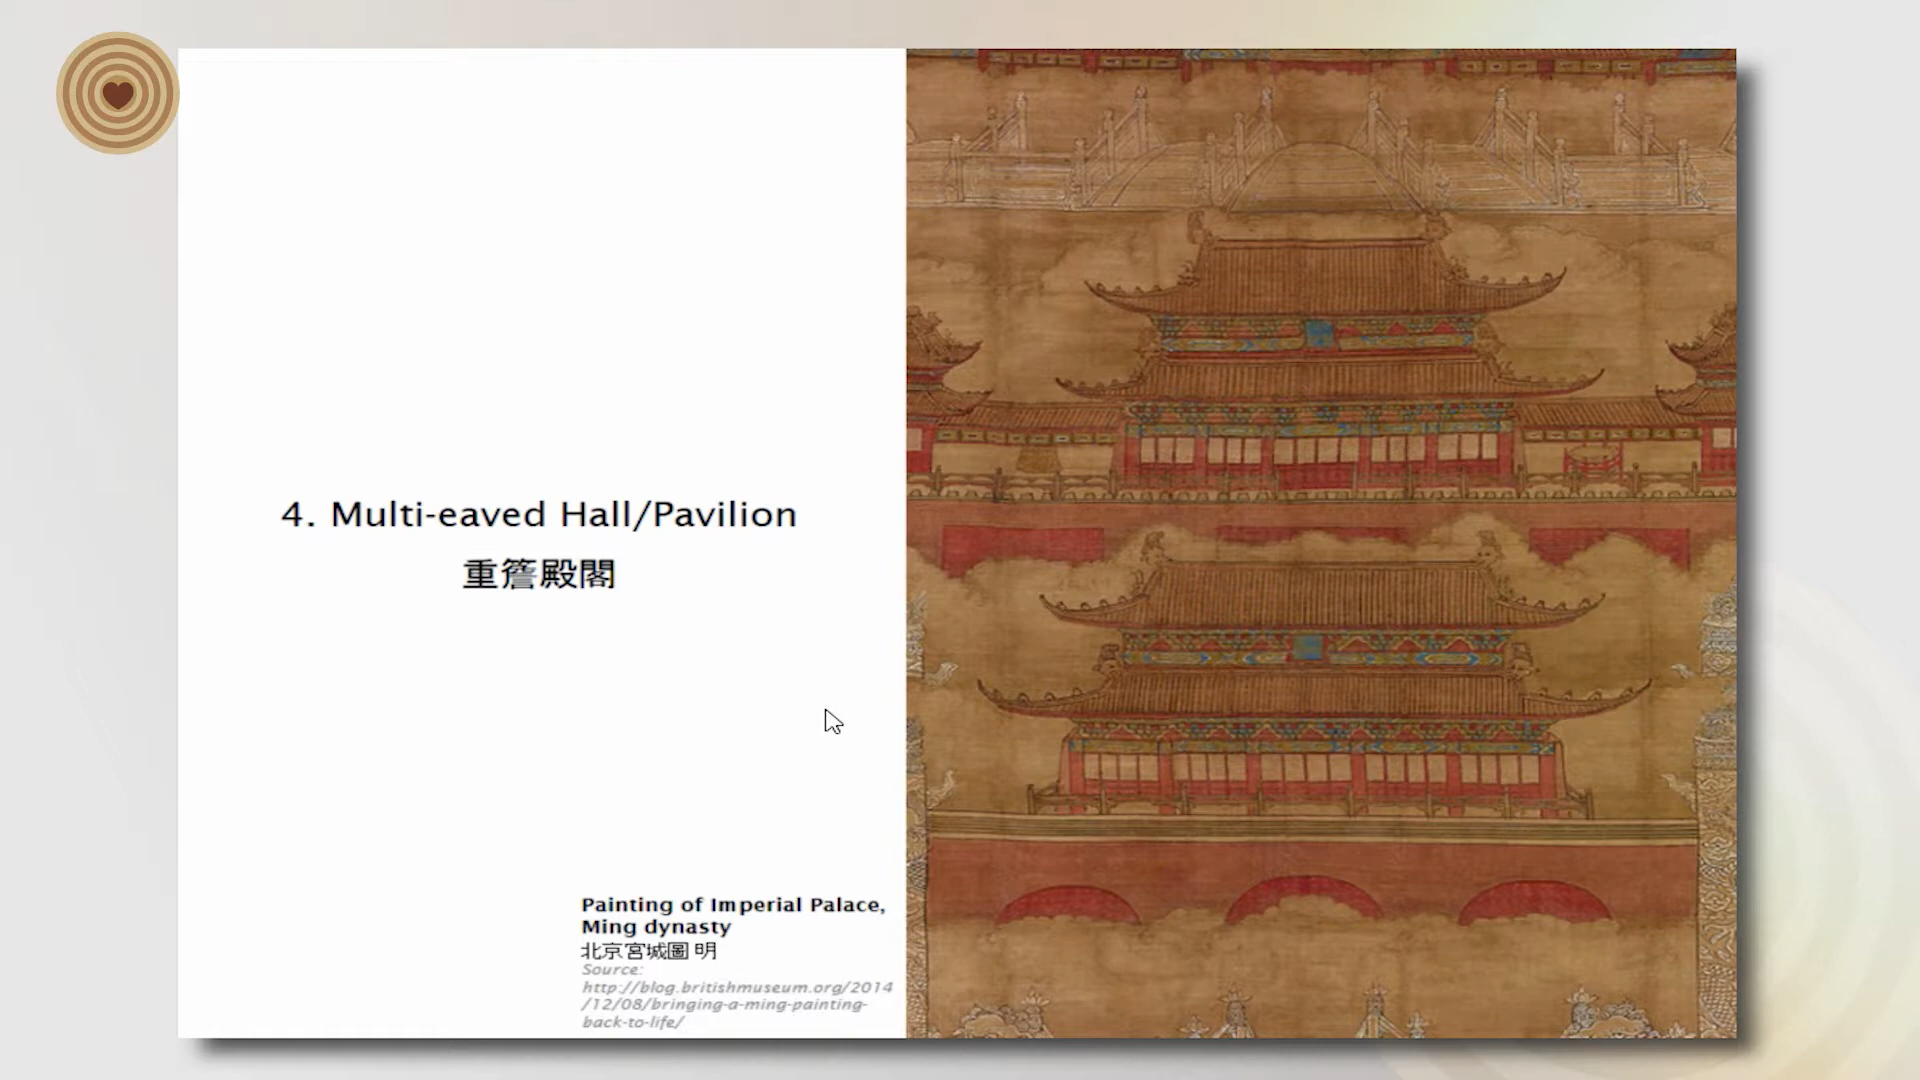 4. Multi-eaved Hall/Pavilion
重簷殿閣
Painting of Imperial Palace,
Ming dynasty
北京宮城圖 明
Source:
http://blog.britishmuseum.org/2014
/12/08/bringing-a-ming-painting-
back-to-life/